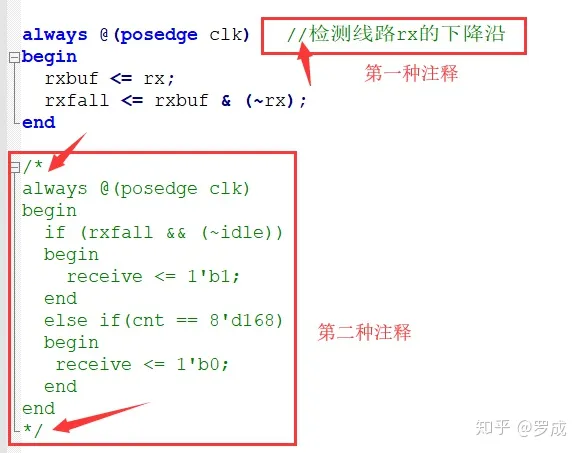 always @(posedge clk) //检测线路rx的下降沿
begin
rxbuf <= rx;
rxfall <= rxbuf & (~rx);
end
第一种注释
/*
always @(posedge clk)
begin
if (rxfall && (~idle))
begin
receive <= 1'b1;
end
else if(cnt == 8'd168)
begin
receive <= 1'b0;
end
end
*/
第二种注释
知乎 @罗成